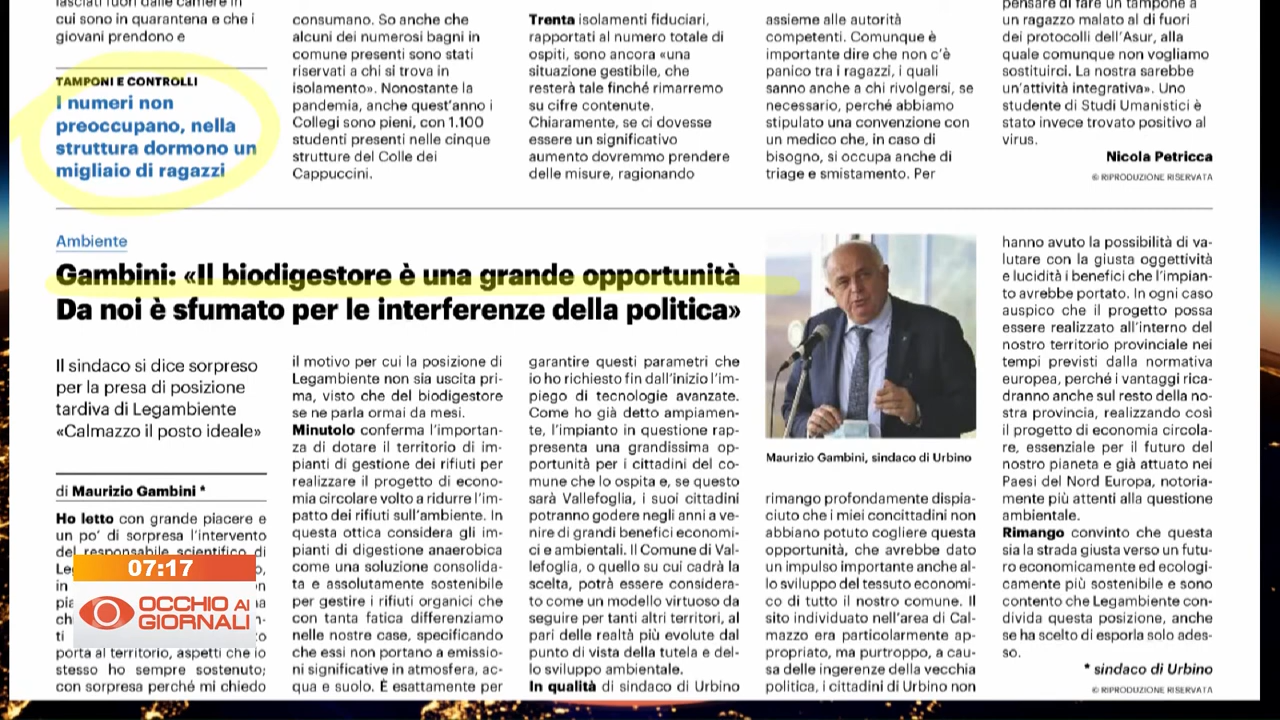 lasciati fuori dalle camere in
cui sono in quarantena e che i
giovani prendono e
TAMPONI E CONTROLLI
I numeri non
preoccupano, nella
struttura dormono un
migliaio di ragazzi
consumano. So anche che
alcuni dei numerosi bagni in
comune presenti sono stati
riservati a chi si trova in
isolamento». Nonostante la
pandemia, anche quest'anno i
Collegi sono pieni, con 1.100
studenti presenti nelle cinque
strutture del Colle dei
Cappuccini.
Trenta isolamenti fiduciari,
rapportati al numero totale di
ospiti, sono ancora «una
situazione gestibile, che
resterà tale finché rimarremo
su cifre contenute.
Chiaramente, se ci dovesse
essere un significativo
aumento dovremmo prendere
delle misure, ragionando
assieme alle autorità
competenti. Comunque è
importante dire che non c'è
panico tra i ragazzi, i quali
sanno anche a chi rivolgersi, se
necessario, perché abbiamo
stipulato una convenzione con
un medico che, in caso di
bisogno, si occupa anche di
triage e smistamento. Per
pensare di fare un tampone a
un ragazzo malato al di fuori
dei protocolli dell'Asur, alla
quale comunque non vogliamo
sostituirci. La nostra sarebbe
un'attività integrativa». Uno
studente di Studi Umanistici è
stato invece trovato positivo al
virus.
Nicola Petricca
© RIPRODUZIONE RISERVATA
Ambiente
Gambini: «Il biodigestore è una grande opportunità
Da noi è sfumato per le interferenze della politica»
Il sindaco si dice sorpreso
per la presa di posizione
tardiva di Legambiente
«Calmazzo il posto ideale»
di Maurizio Gambini *
Ho letto con grande piacere e
un po' di sorpresa l'intervento
del responsabile scientifico di
porta al territorio, aspetti che io
stesso ho sempre sostenuto;
con sorpresa perché mi chiedo
il motivo per cui la posizione di
Legambiente non sia uscita pri-
ma, visto che del biodigestore
se ne parla ormai da mesi.
Minutolo conferma l'importan-
za di dotare il territorio di im-
pianti di gestione dei rifiuti per
realizzare il progetto di econo-
mia circolare volto a ridurre l'im-
patto dei rifiuti sull'ambiente. In
questa ottica considera gli im-
pianti di digestione anaerobica
come una soluzione consolida-
ta e assolutamente sostenibile
per gestire i rifiuti organici che
con tanta fatica differenziamo
nelle nostre case, specificando
che essi non portano a emissio-
ni significative in atmosfera, ac-
qua e suolo. È esattamente per
garantire questi parametri che
io ho richiesto fin dall'inizio l'im-
piego di tecnologie avanzate.
Come ho già detto ampiamen-
te, l'impianto in questione rap-
presenta una grandissima op-
portunità per i cittadini del co-
mune che lo ospita e, se questo
sarà Vallefoglia, i suoi cittadini
potranno godere negli anni a ve-
nire di grandi benefici economi-
ci e ambientali. Il Comune di Val-
lefoglia, o quello su cui cadrà la
scelta, potrà essere considera-
to come un modello virtuoso da
seguire per tanti altri territori, al
pari delle realtà più evolute dal
punto di vista della tutela e del-
lo sviluppo ambientale.
In qualità di sindaco di Urbino
Maurizio Gambini, sindaco di Urbino
rimango profondamente dispia-
ciuto che i miei concittadini non
abbiano potuto cogliere questa
opportunità, che avrebbe dato
un impulso importante anche al-
lo sviluppo del tessuto economi-
co di tutto il nostro comune. Il
sito individuato nell'area di Cal-
mazzo era particolarmente ap-
propriato, ma purtroppo, a cau-
sa delle ingerenze della vecchia
politica, i cittadini di Urbino non
hanno avuto la possibilità di va-
lutare con la giusta oggettività
e lucidità i benefici che l'impian-
to avrebbe portato. In ogni caso
auspico che il progetto possa
essere realizzato all'interno del
nostro territorio provinciale nei
tempi previsti dalla normativa
europea, perché i vantaggi rica-
dranno anche sul resto della no-
stra provincia, realizzando così
il progetto di economia circola-
re, essenziale per il futuro del
nostro pianeta e già attuato nei
Paesi del Nord Europa, notoria-
mente più attenti alla questione
ambientale.
Rimango convinto che questa
sia la strada giusta verso un futu-
ro economicamente ed ecologi-
camente più sostenibile e sono
contento che Legambiente con-
divida questa posizione, anche
se ha scelto di esporla solo ades-
so.
* sindaco di Urbino
© RIPRODUZIONE RISERVATA
07:17
OCCHIO AI
GIORNALI